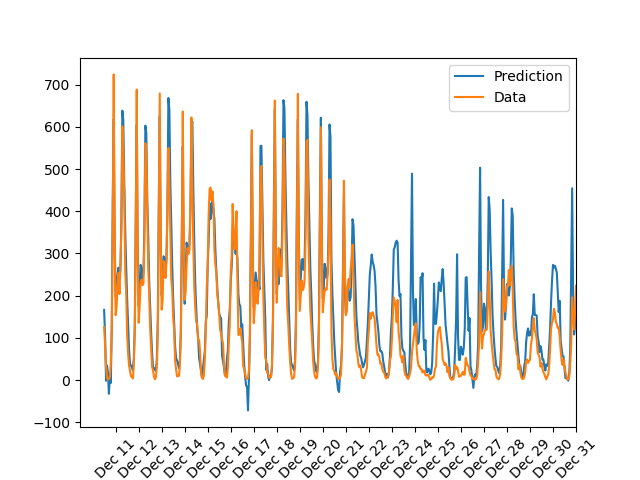 Prediction
Data
700
600
500
400
300
200
100
0
−100
Dec 11
Dec 12
Dec 13
Dec 14
Dec 15
Dec 16
Dec 17
Dec 18
Dec 19
Dec 20
Dec 21
Dec 22
Dec 23
Dec 24
Dec 25
Dec 26
Dec 27
Dec 28
Dec 29
Dec 30
Dec 31